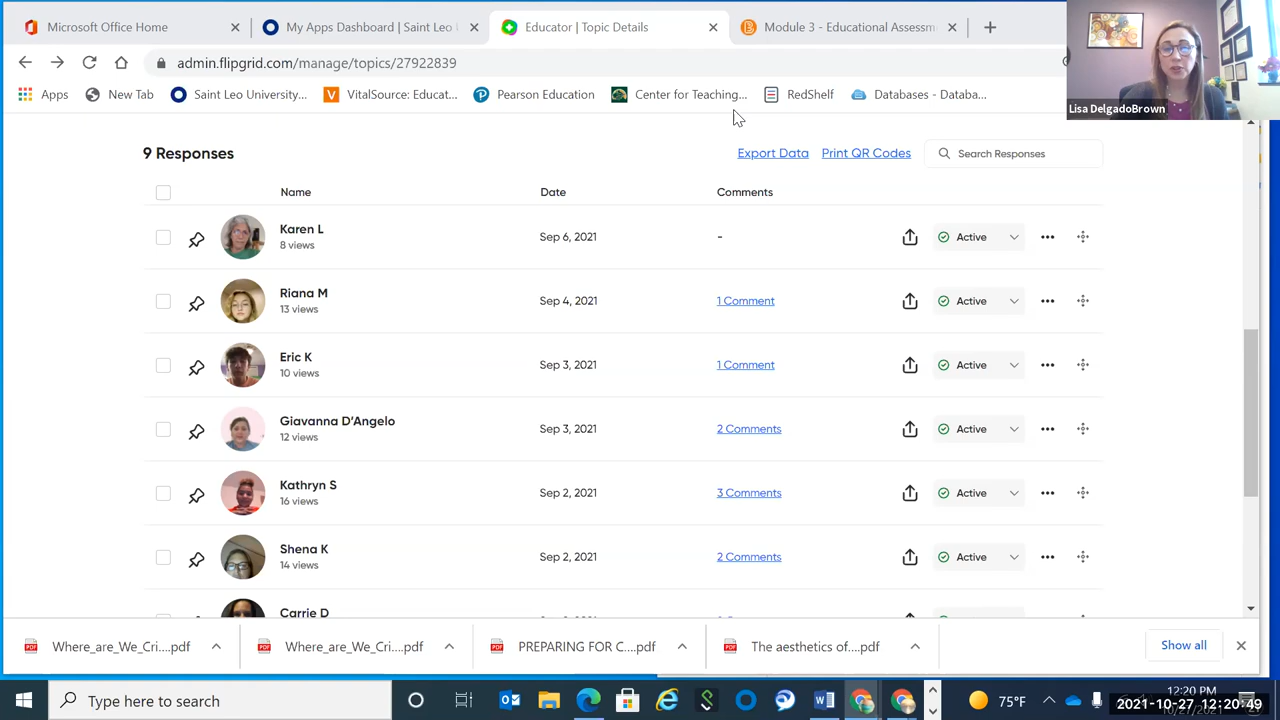 Microsoft Office Home
My Apps Dashboard | Saint Leo
Educator | Topic Details
Module 3 - Educational Assessm
admin.flipgrid.com/manage/topics/27922839
Lisa DelgadoBrown
Apps
New Tab
Saint Leo University...
VitalSource: Educat...
Pearson Education
Center for Teaching...
RedShelf
Databases - Databa...
9 Responses
Export Data
Print QR Codes
Search Responses
Name
Date
Comments
Karen L
8 views
Sep 6, 2021
-
Active
Riana M
13 views
Sep 4, 2021
1 Comment
Active
Eric K
10 views
Sep 3, 2021
1 Comment
Active
Giavanna D'Angelo
12 views
Sep 3, 2021
2 Comments
Active
Kathryn S
16 views
Sep 2, 2021
3 Comments
Active
Shena K
14 views
Sep 2, 2021
2 Comments
Active
Carrie D
Where_are_We_Cri....pdf
Where_are_We_Cri....pdf
PREPARING FOR C....pdf
The aesthetics of....pdf
Show all
Type here to search
75°F
12:20 PM
2021-10-27 12:20:49